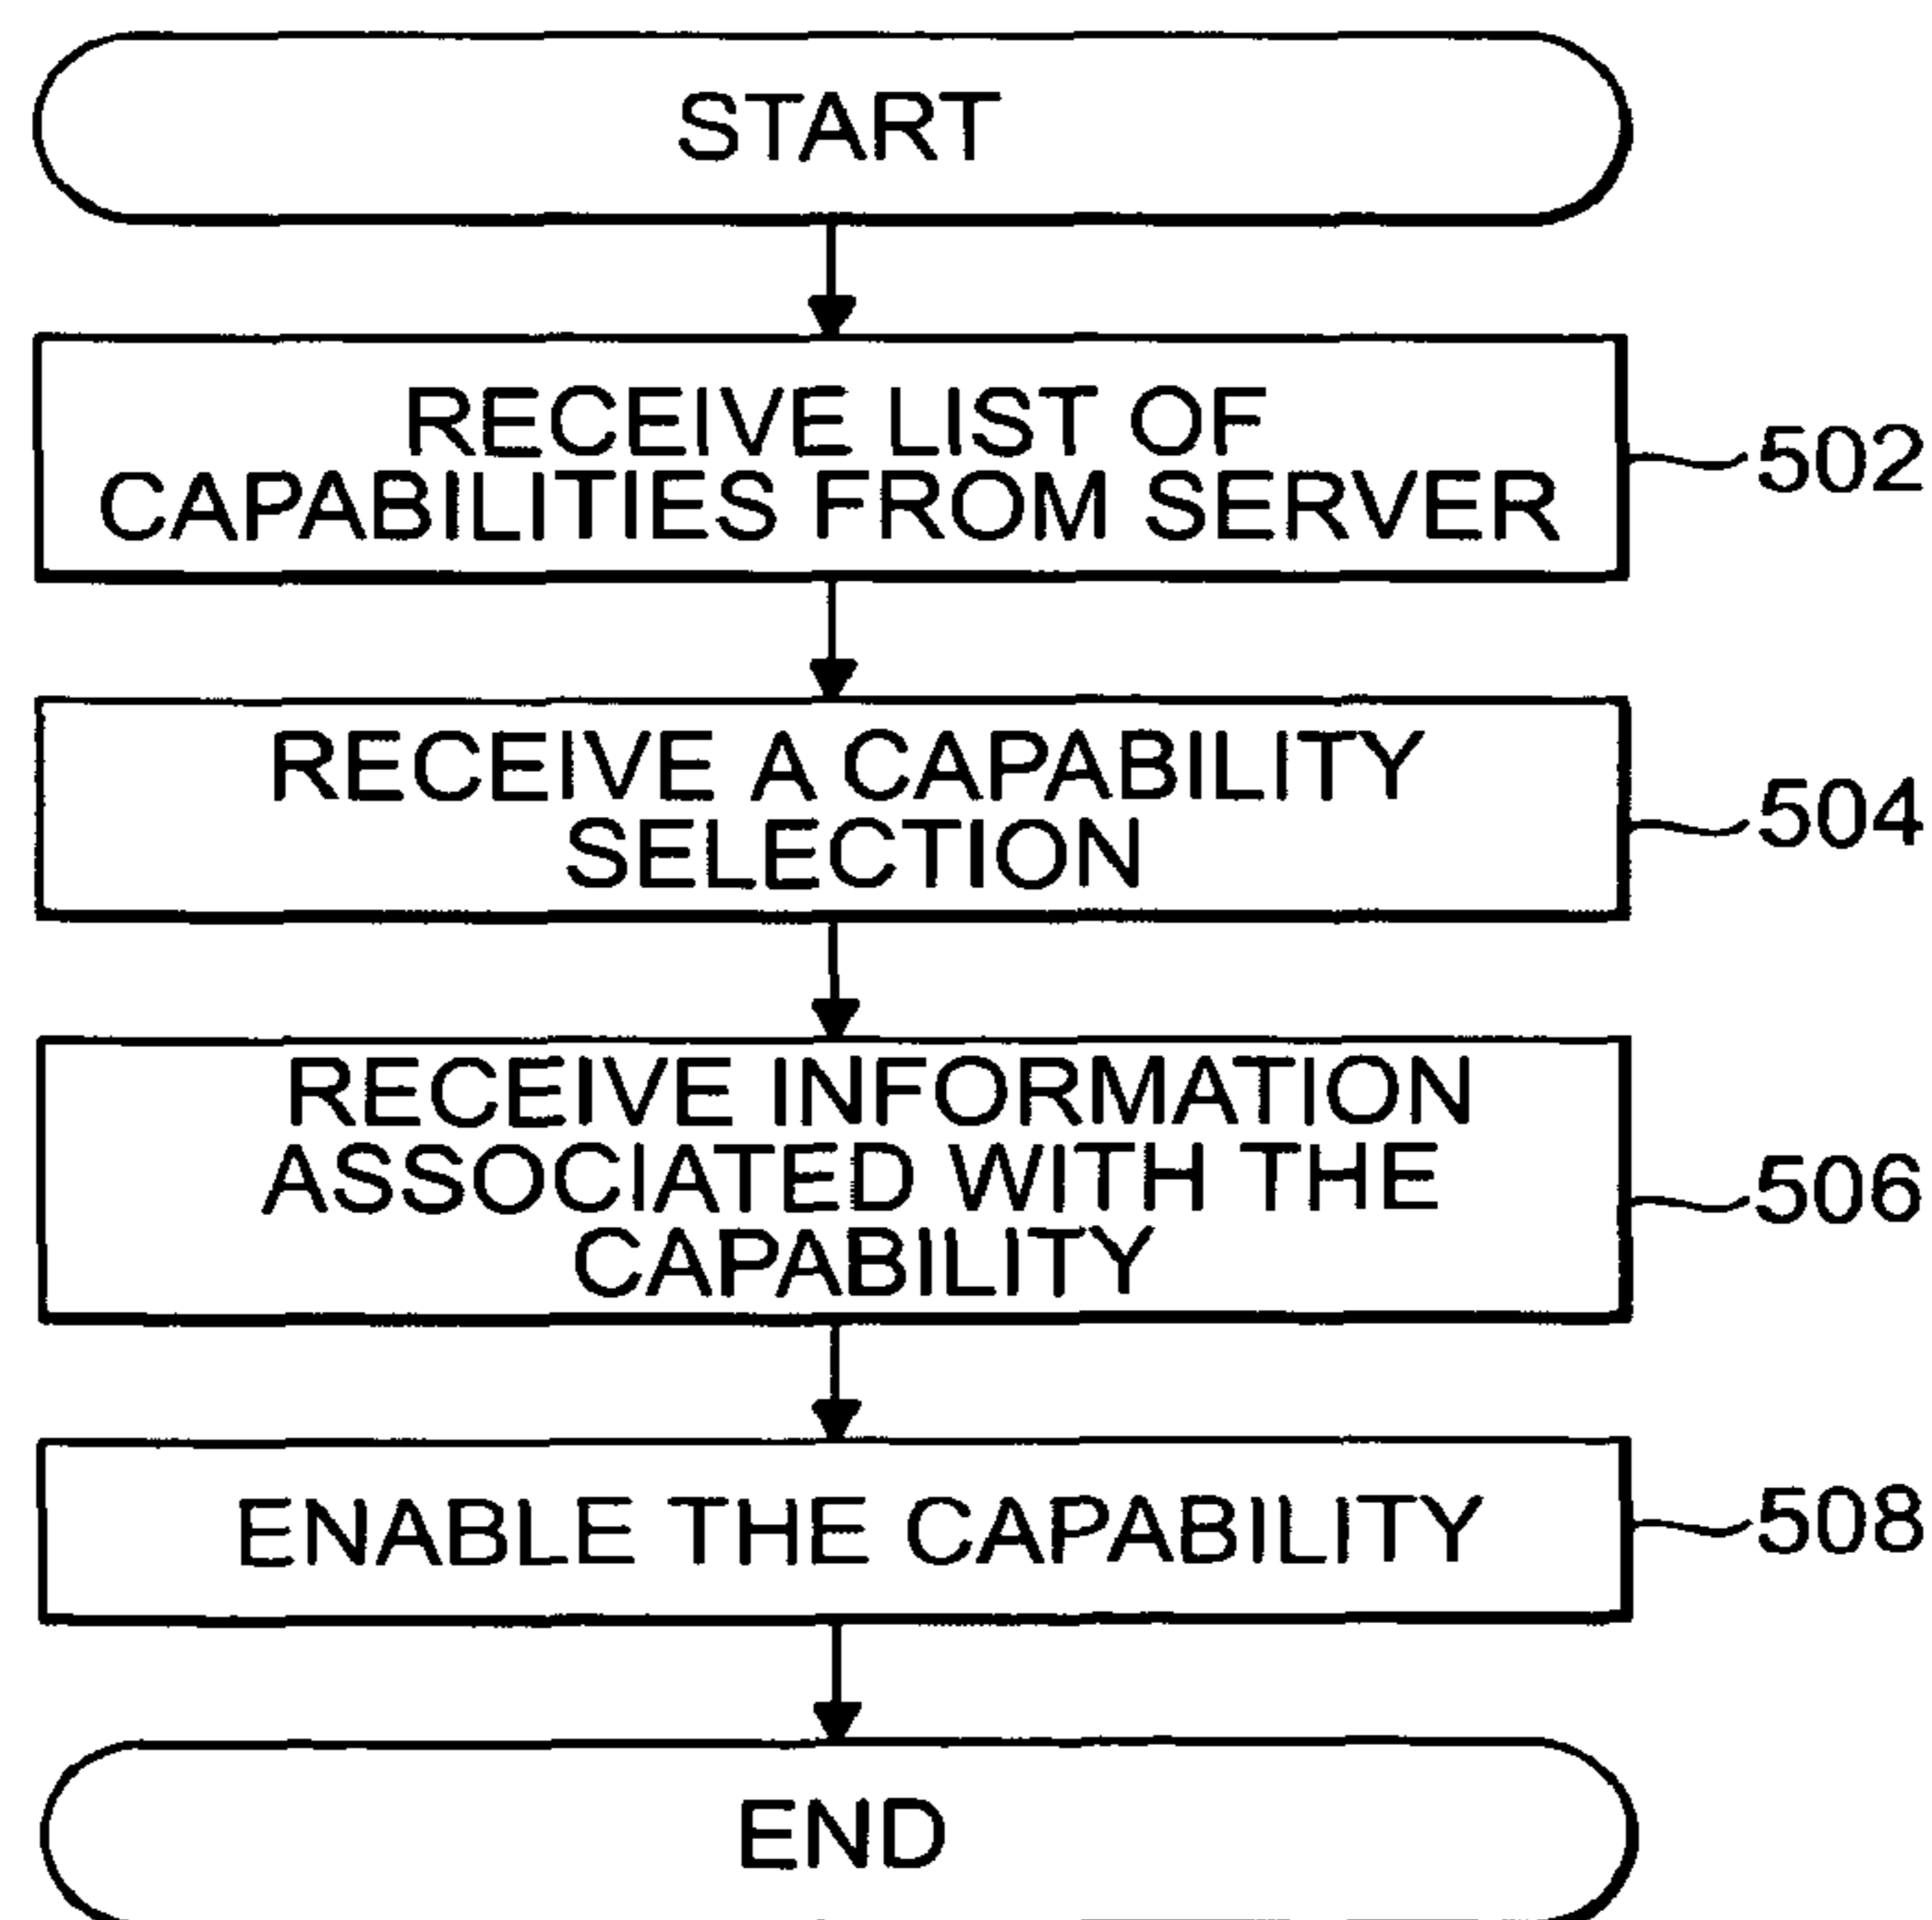 START
RECEIVE LIST OF
CAPABILITIES FROM SERVER
502
RECEIVE A CAPABILITY
SELECTION
504
RECEIVE INFORMATION
ASSOCIATED WITH THE
CAPABILITY
506
ENABLE THE CAPABILITY
508
END